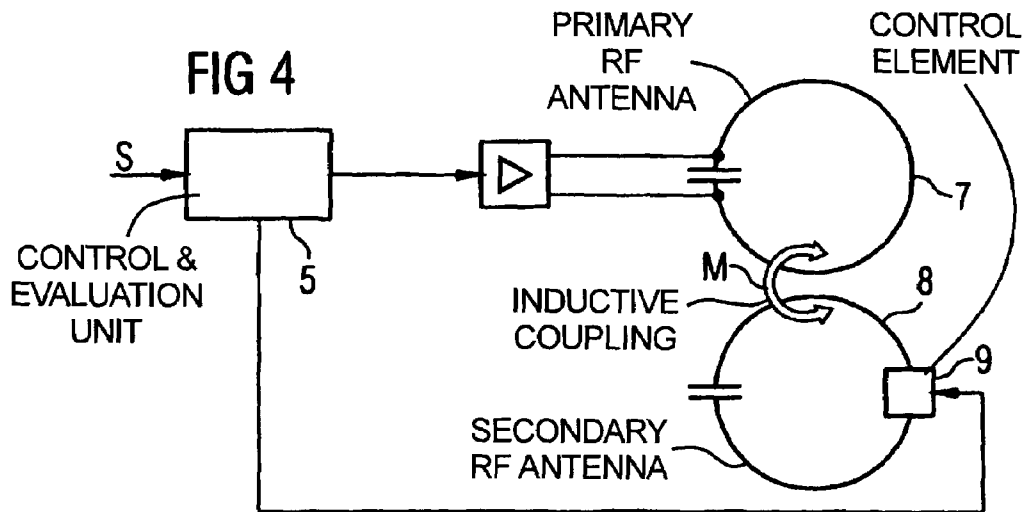 FIG 4
PRIMARY
RF
ANTENNA
CONTROL
ELEMENT
S
5
CONTROL &
EVALUATION
UNIT
7
M
INDUCTIVE
COUPLING
8
9
SECONDARY
RF ANTENNA